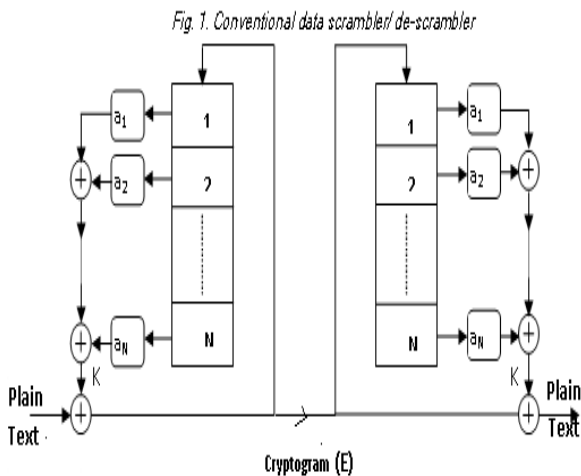 Fig. 1. Conventional data scrambler/ de-scrambler
a1 1 1 a1
a2 2 2 a2
aN N N aN
K K
Plain Plain
Text Text
Cryptogram (E)